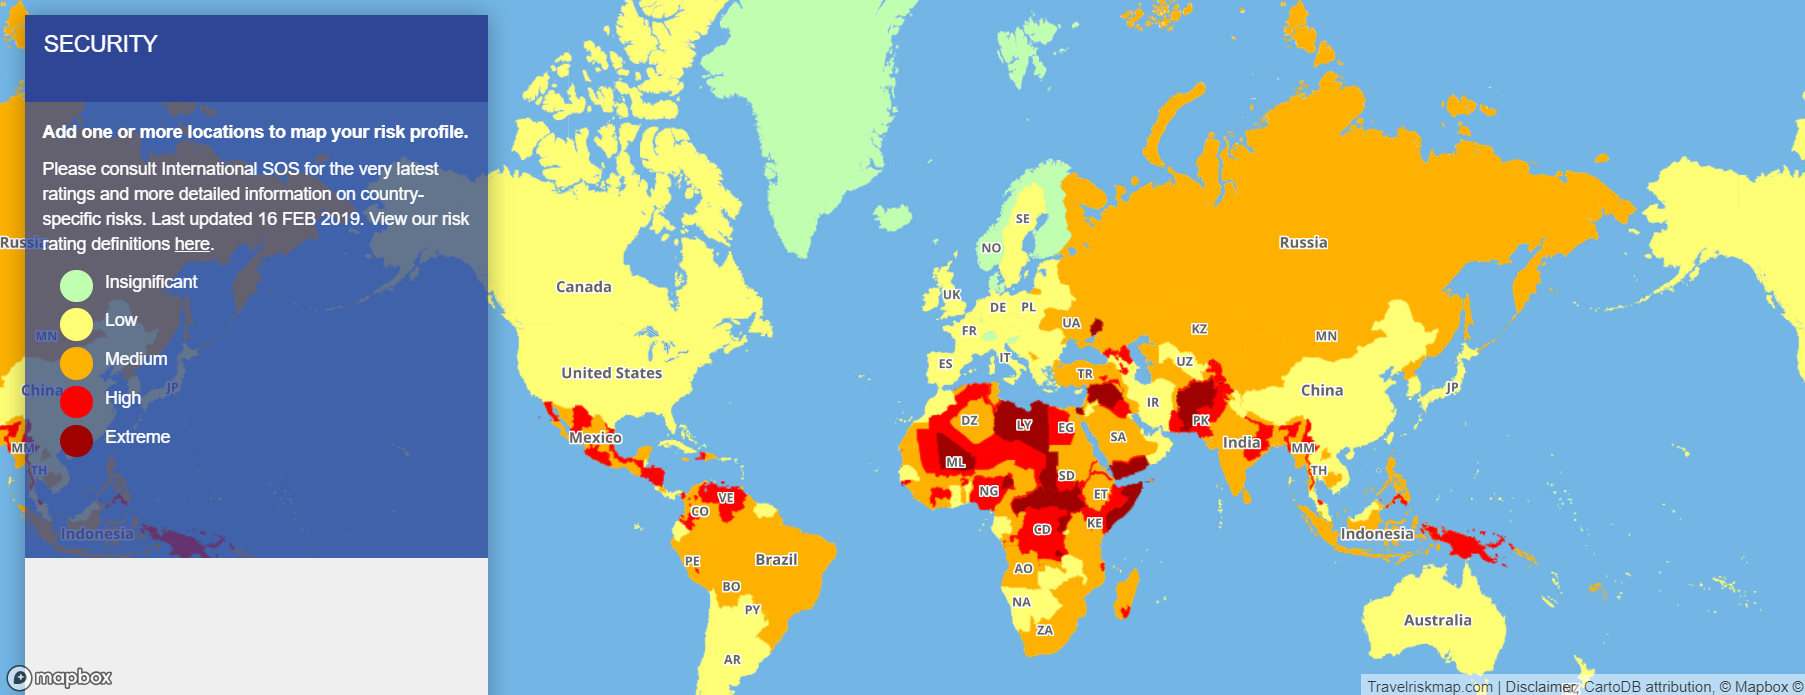 SECURITY
Add one or more locations to map your risk profile.
Please consult International SOS for the very latest
ratings and more detailed information on country-
specific risks. Last updated 16 FEB 2019. View our risk
rating definitions here.
Insignificant
Low
Medium
High
Extreme
Russia
MN
China
JP
MM
TH
Indonesia
mapbox
Canada
United States
Mexico
VE
CO
PE
Brazil
BO
PY
AR
SE
NO
UK
DE
PL
FR
UA
ES
IT
TR
Russia
KZ
MN
UZ
China
JP
IR
PK
India
MM
TH
SA
DZ
LY
EG
ML
SD
NG
ET
CD
KE
AO
NA
ZA
Indonesia
Australia
Travelriskmap.com | Disclaimer, CartoDB attribution, © Mapbox ©